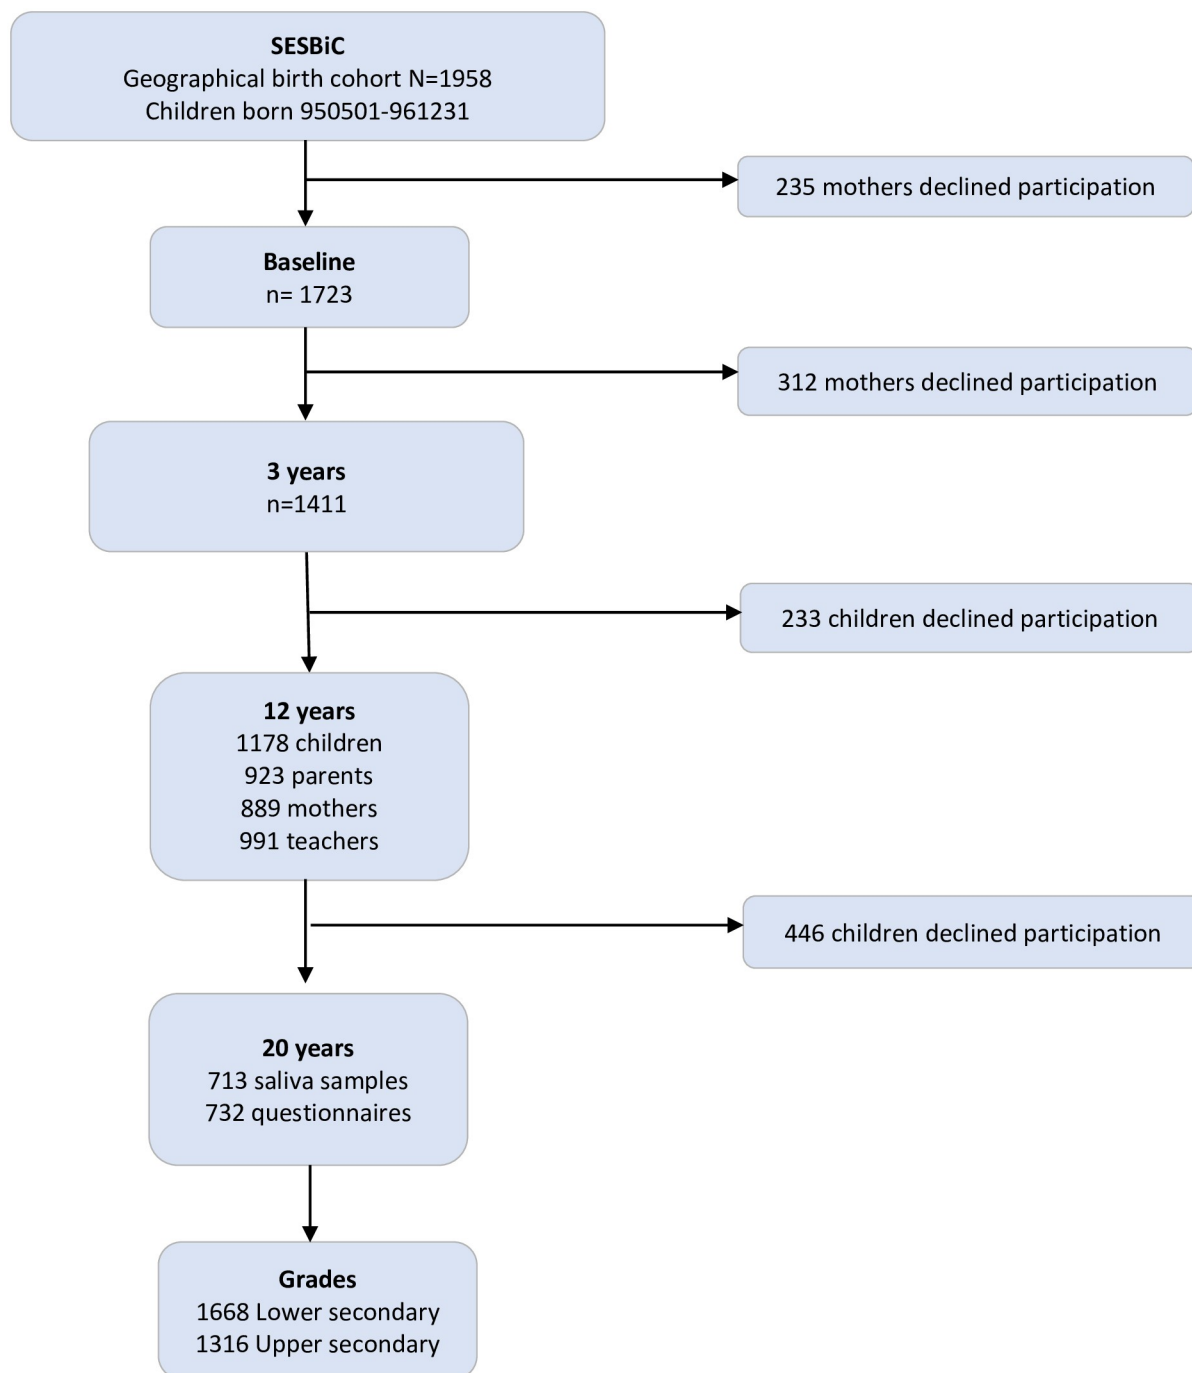 SESBiC
Geographical birth cohort N=1958
Children born 950501-961231
235 mothers declined participation
Baseline
n= 1723
312 mothers declined participation
3 years
n=1411
233 children declined participation
12 years
1178 children
923 parents
889 mothers
991 teachers
446 children declined participation
20 years
713 saliva samples
732 questionnaires
Grades
1668 Lower secondary
1316 Upper secondary